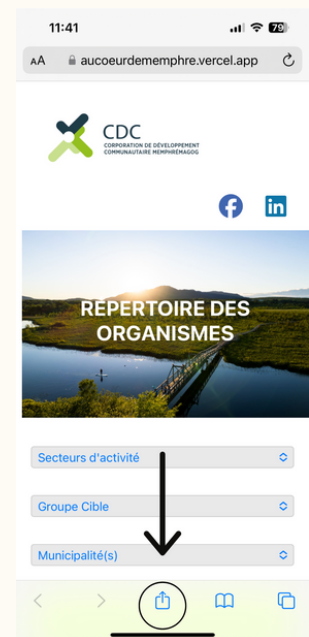 11:41
79
AA aucoeurdememphre.vercel.app
CDC
CORPORATION DE DÉVELOPPEMENT
COMMUNAUTAIRE MEMPHRÉMAGOG
f in
RÉPERTOIRE DES
ORGANISMES
Secteurs d'activité
Groupe Cible
Municipalité(s)